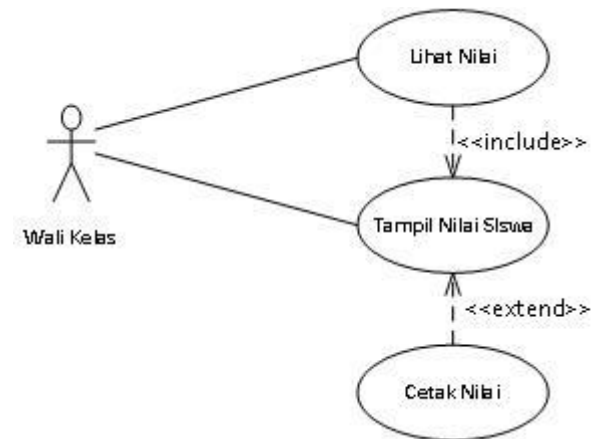 Lihat Nilai
<<include>>
Wali Kelas
Tampil Nilai SIswa
<<extend>>
Cetak Nilai